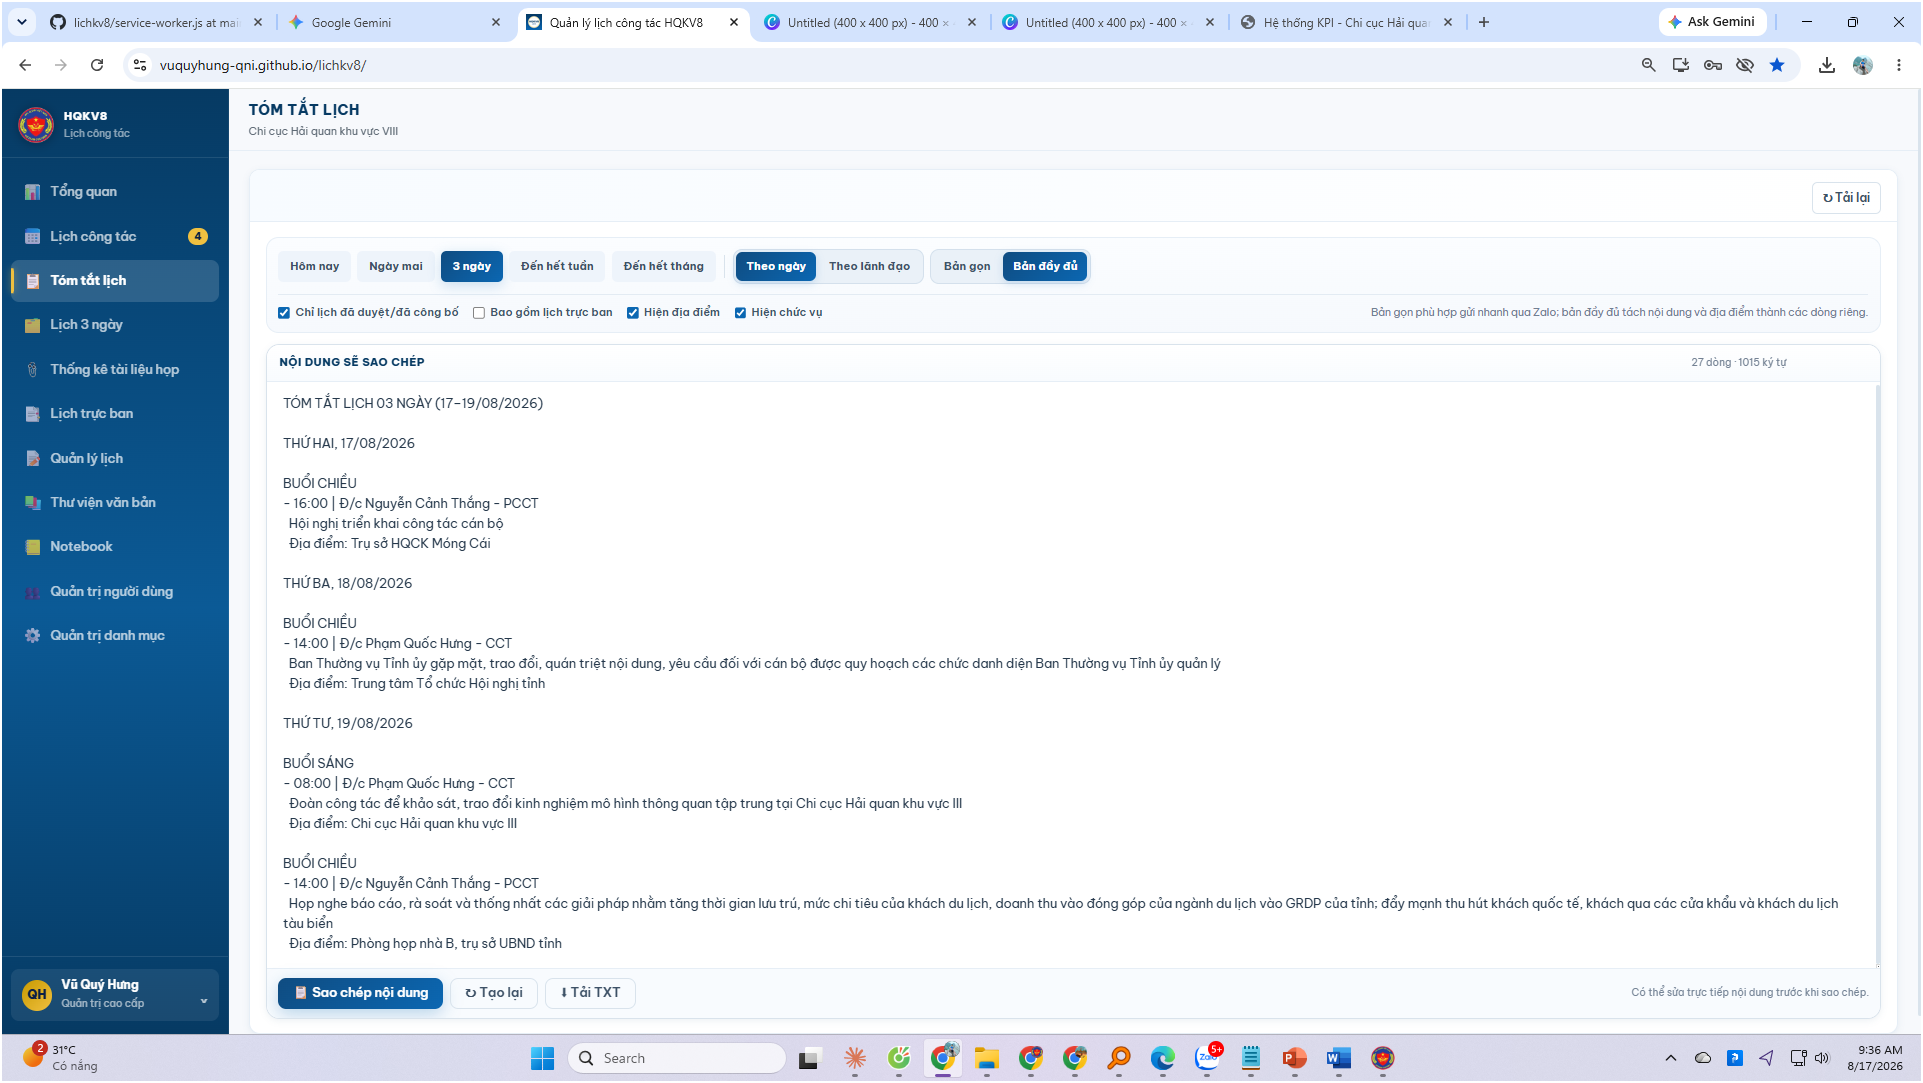 lichkv8/service-worker.js at mai
Google Gemini
Quản lý lịch công tác HQKV8
Untitled (400 x 400 px) - 400 ×
Untitled (400 x 400 px) - 400 ×
Hệ thống KPI - Chi cục Hải qua
Ask Gemini
vuquyhung-qni.github.io/lichkv8/
HQKV8
Lịch công tác
Tổng quan
Lịch công tác
4
Tóm tắt lịch
Lịch 3 ngày
Thống kê tài liệu họp
Lịch trực ban
Quản lý lịch
Thư viện văn bản
Notebook
Quản trị người dùng
Quản trị danh mục
QH
Vũ Quý Hưng
Quản trị cao cấp
TÓM TẮT LỊCH
Chi cục Hải quan khu vực VIII
↻ Tải lại
Hôm nay
Ngày mai
3 ngày
Đến hết tuần
Đến hết tháng
Theo ngày
Theo lãnh đạo
Bản gọn
Bản đầy đủ
Chỉ lịch đã duyệt/đã công bố
Bao gồm lịch trực ban
Hiện địa điểm
Hiện chức vụ
Bản gọn phù hợp gửi nhanh qua Zalo; bản đầy đủ tách nội dung và địa điểm thành các dòng riêng.
NỘI DUNG SẼ SAO CHÉP
27 dòng · 1015 ký tự
TÓM TẮT LỊCH 03 NGÀY (17–19/08/2026)
THỨ HAI, 17/08/2026
BUỔI CHIỀU
- 16:00 | Đ/c Nguyễn Cảnh Thắng - PCCT
Hội nghị triển khai công tác cán bộ
Địa điểm: Trụ sở HQCK Móng Cái
THỨ BA, 18/08/2026
BUỔI CHIỀU
- 14:00 | Đ/c Phạm Quốc Hưng - CCT
Ban Thường vụ Tỉnh ủy gặp mặt, trao đổi, quán triệt nội dung, yêu cầu đối với cán bộ được quy hoạch các chức danh diện Ban Thường vụ Tỉnh ủy quản lý
Địa điểm: Trung tâm Tổ chức Hội nghị tỉnh
THỨ TƯ, 19/08/2026
BUỔI SÁNG
- 08:00 | Đ/c Phạm Quốc Hưng - CCT
Đoàn công tác để khảo sát, trao đổi kinh nghiệm mô hình thông quan tập trung tại Chi cục Hải quan khu vực III
Địa điểm: Chi cục Hải quan khu vực III
BUỔI CHIỀU
- 14:00 | Đ/c Nguyễn Cảnh Thắng - PCCT
Họp nghe báo cáo, rà soát và thống nhất các giải pháp nhằm tăng thời gian lưu trú, mức chi tiêu của khách du lịch, doanh thu vào đóng góp của ngành du lịch vào GRDP của tỉnh; đẩy mạnh thu hút khách quốc tế, khách qua các cửa khẩu và khách du lịch
tàu biển
Địa điểm: Phòng họp nhà B, trụ sở UBND tỉnh
Sao chép nội dung
↻ Tạo lại
⬇ Tải TXT
Có thể sửa trực tiếp nội dung trước khi sao chép.
2
31°C
Có nắng
Search
Zalo
5+
9:36 AM
8/17/2026